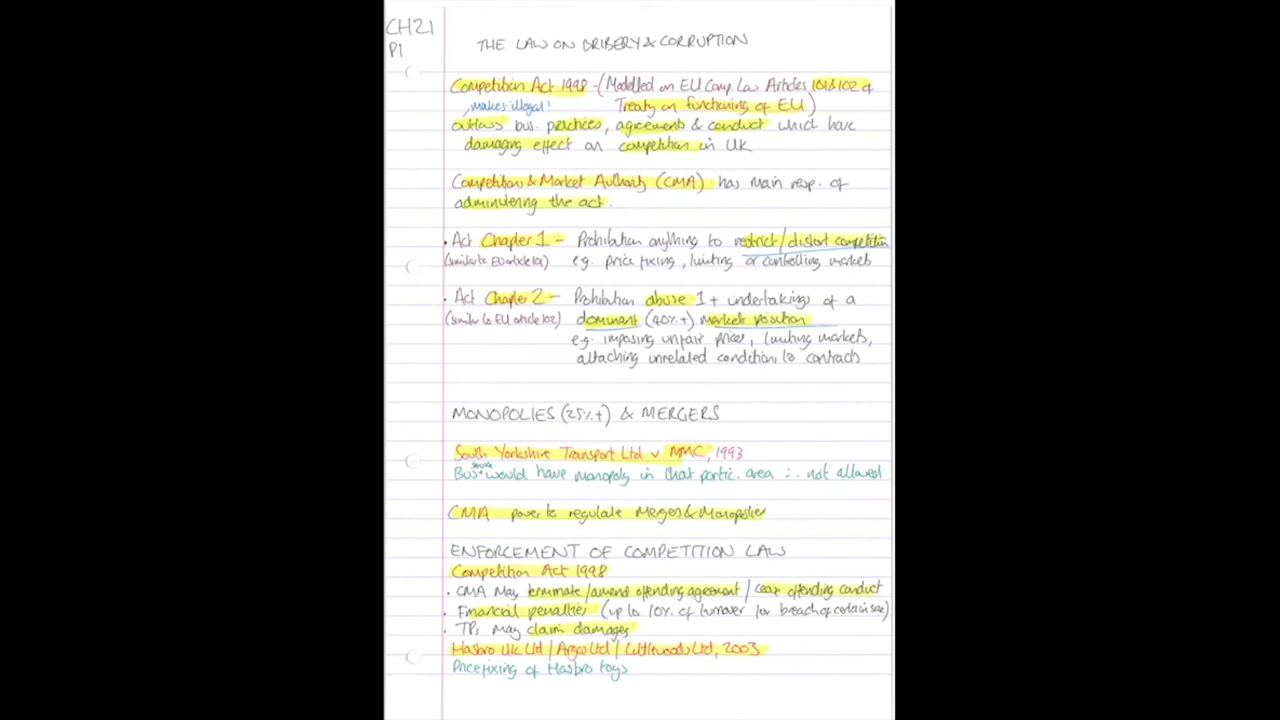 CH21
P1
THE LAW ON BRIBERY & CORRUPTION
Competition Act 1998 - (Modelled on EU Comp. Law Articles 101&102 of
makes illegal! Treaty on functioning of EU)
outlaws bus. practices, agreements & conduct which have
damaging effect on competition in UK
Competitions & Market Authority (CMA) has main resp. of
administering the act.
• Act Chapter 1 - Prohibition anything to restrict/distort competition
(similar to EU article 101) e.g. price fixing, limiting or controlling markets
• Act Chapter 2 - Prohibition abuse 1+ undertakings of a
(similar to EU article 102) dominant (40%+) market position
e.g. imposing unfair prices, limiting markets,
attaching unrelated condition to contracts
MONOPOLIES (25%+) & MERGERS
South Yorkshire Transport Ltd v MMC, 1993
Bus service would have monopoly in that partic. area ∴ not allowed
CMA power to regulate Merges & Monopolies
ENFORCEMENT OF COMPETITION LAW
Competition Act 1998
• CMA May terminate/amend offending agreement/cease offending conduct
• Financial penalties (up to 10% of turnover for breach of certain sec)
• TPs may claim damages
Hasbro UK Ltd/Argos Ltd/Littlewoods Ltd, 2003
Pricefixing of Hasbro toys